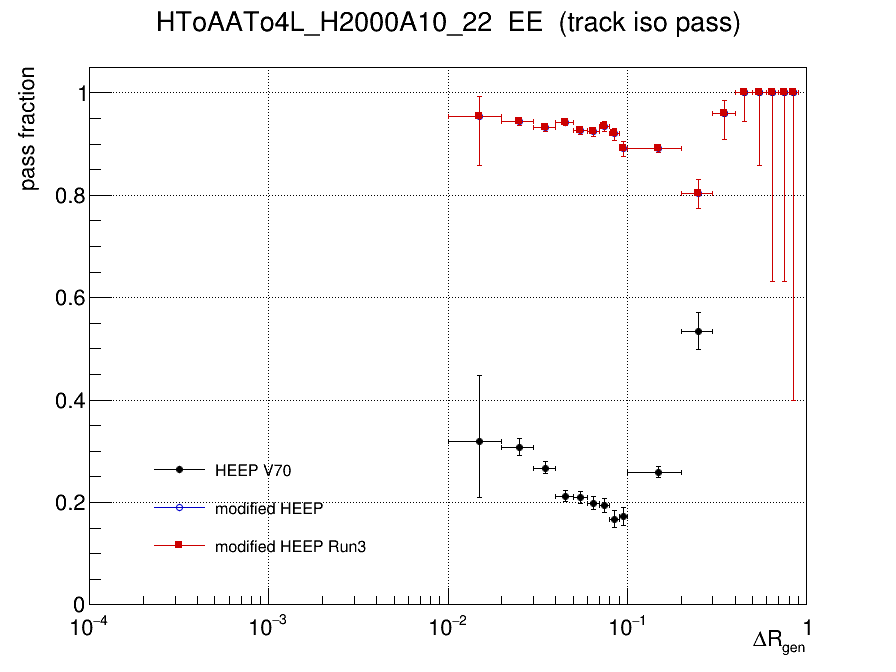 HToAATo4L_H2000A10_22 EE (track iso pass)
pass fraction
1
0.8
0.6
0.4
0.2
0
HEEP V70
modified HEEP
modified HEEP Run3
10⁻⁴ 10⁻³ 10⁻² 10⁻¹ 1
ΔR_gen